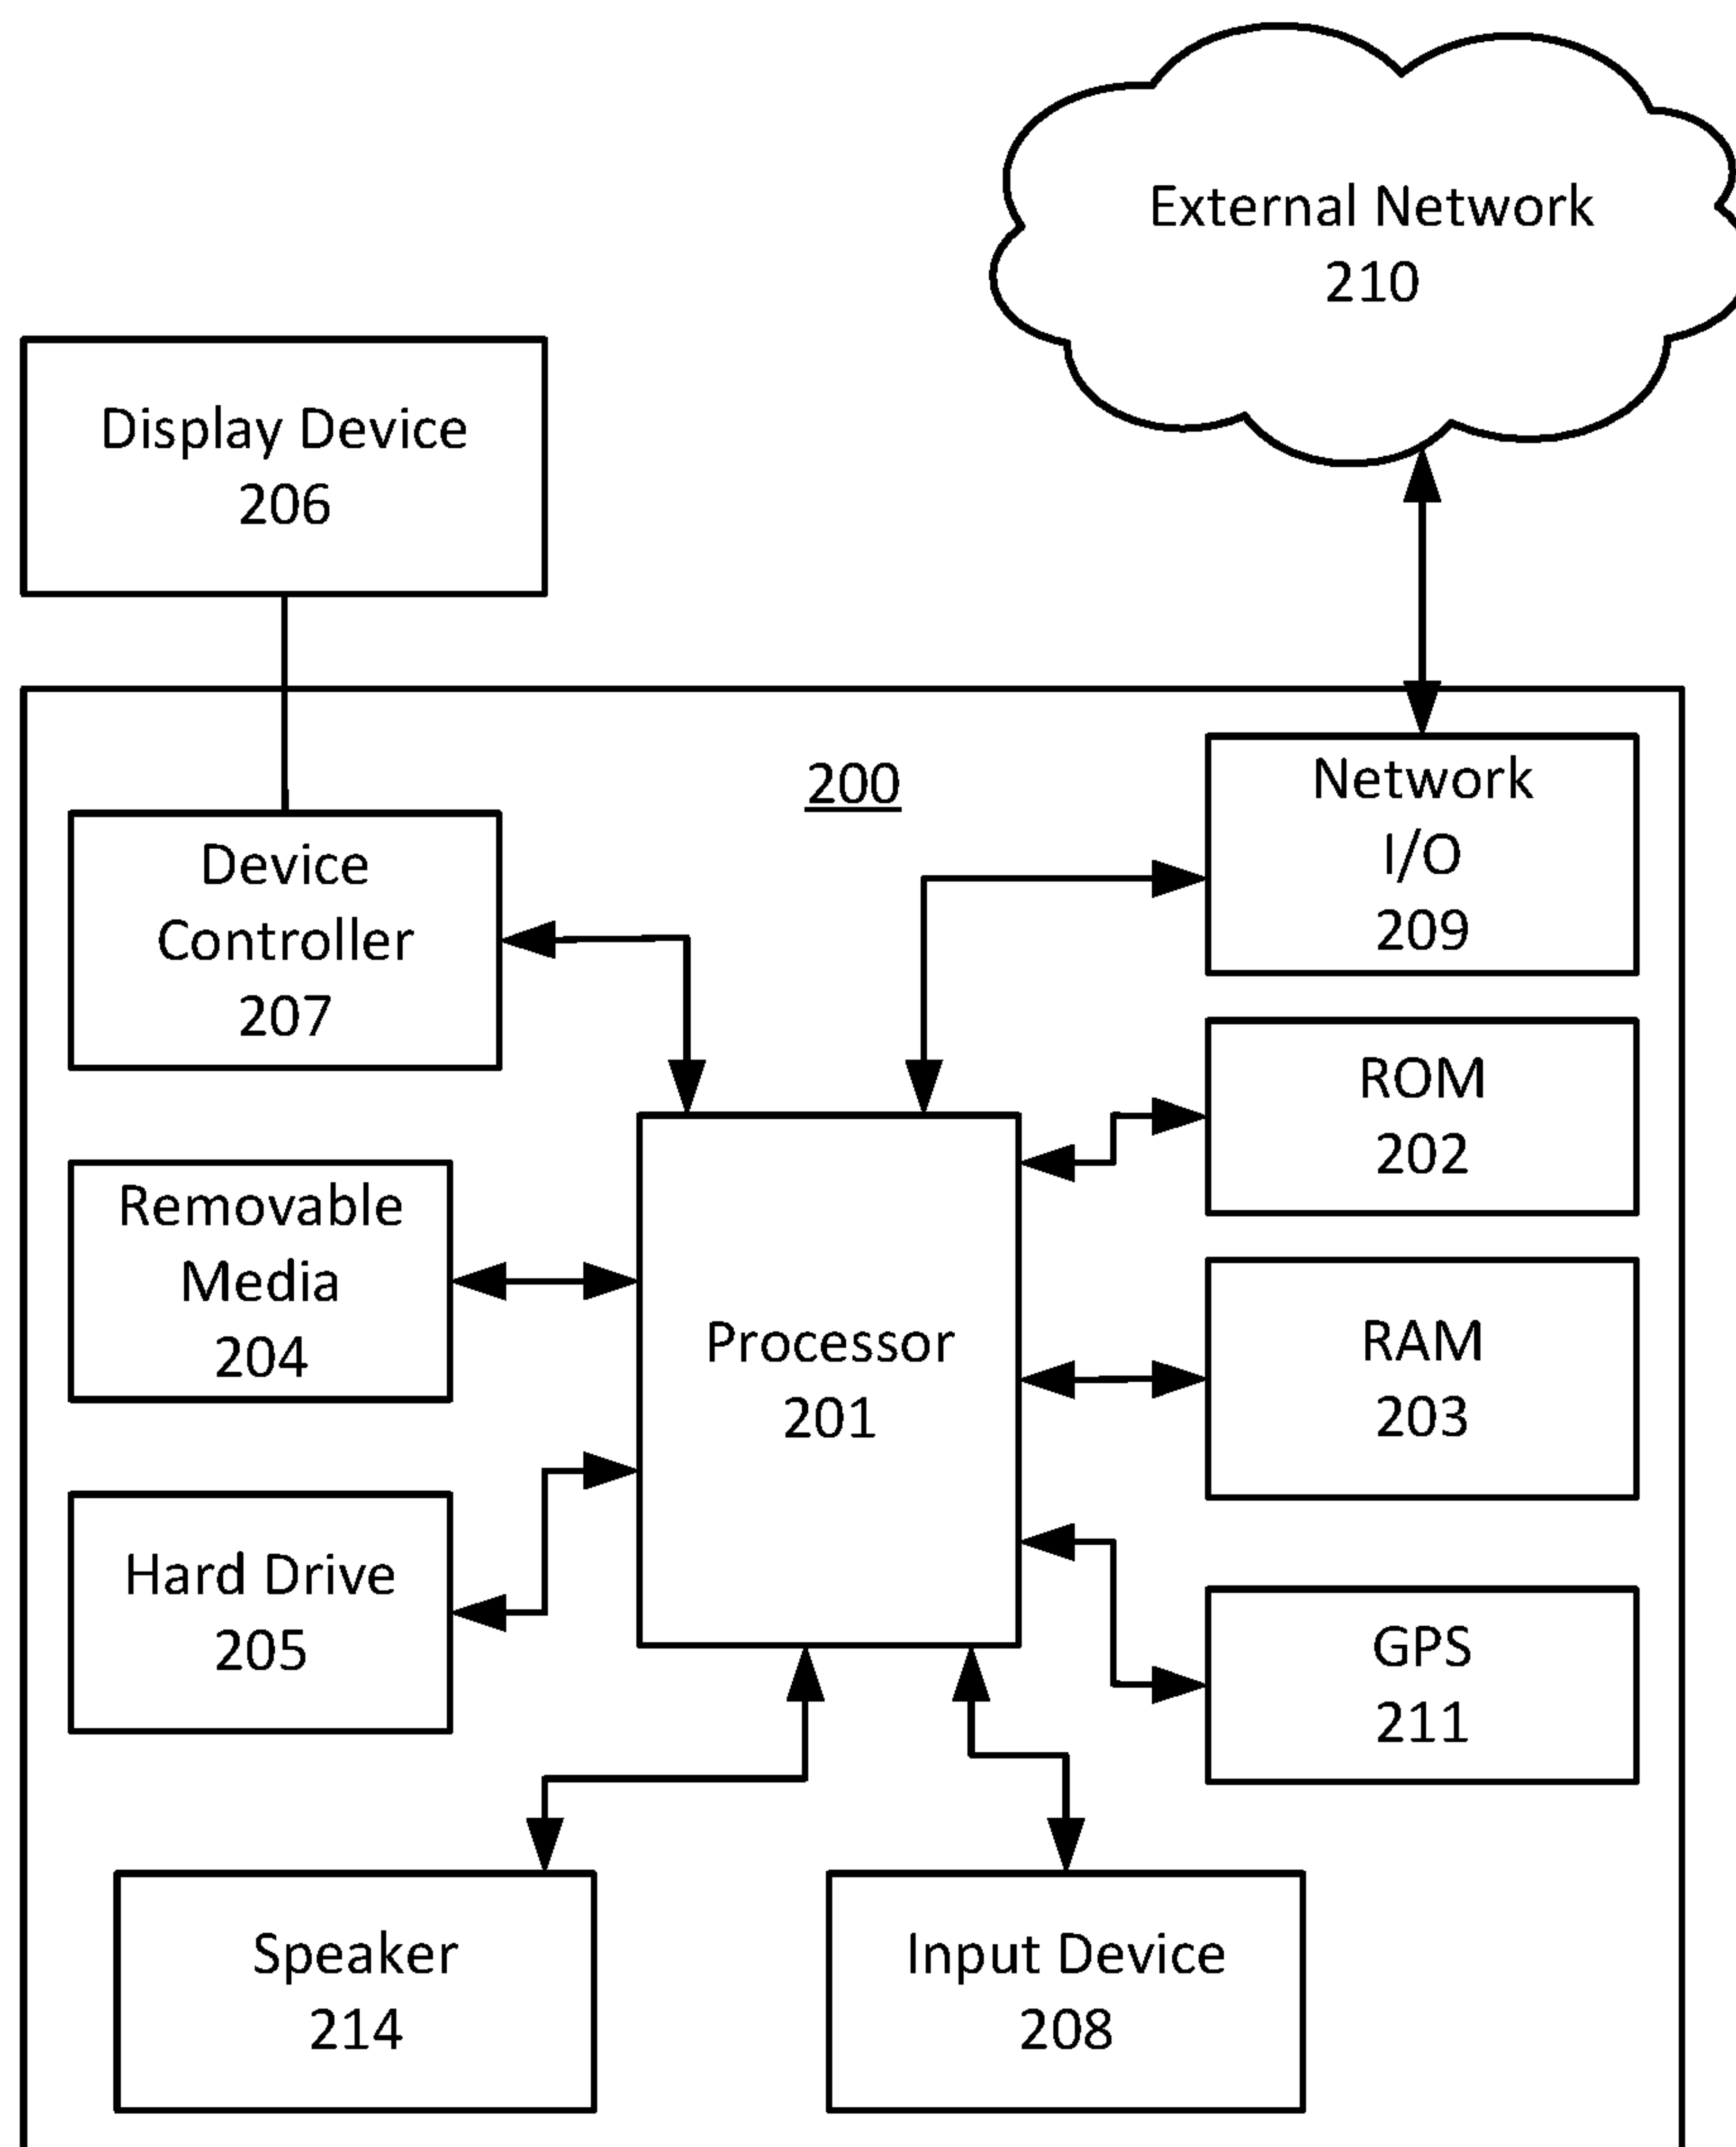 External Network
210
Display Device
206
200
Network
I/O
209
Device
Controller
207
ROM
202
Removable
Media
204
Processor
201
RAM
203
Hard Drive
205
GPS
211
Speaker
214
Input Device
208